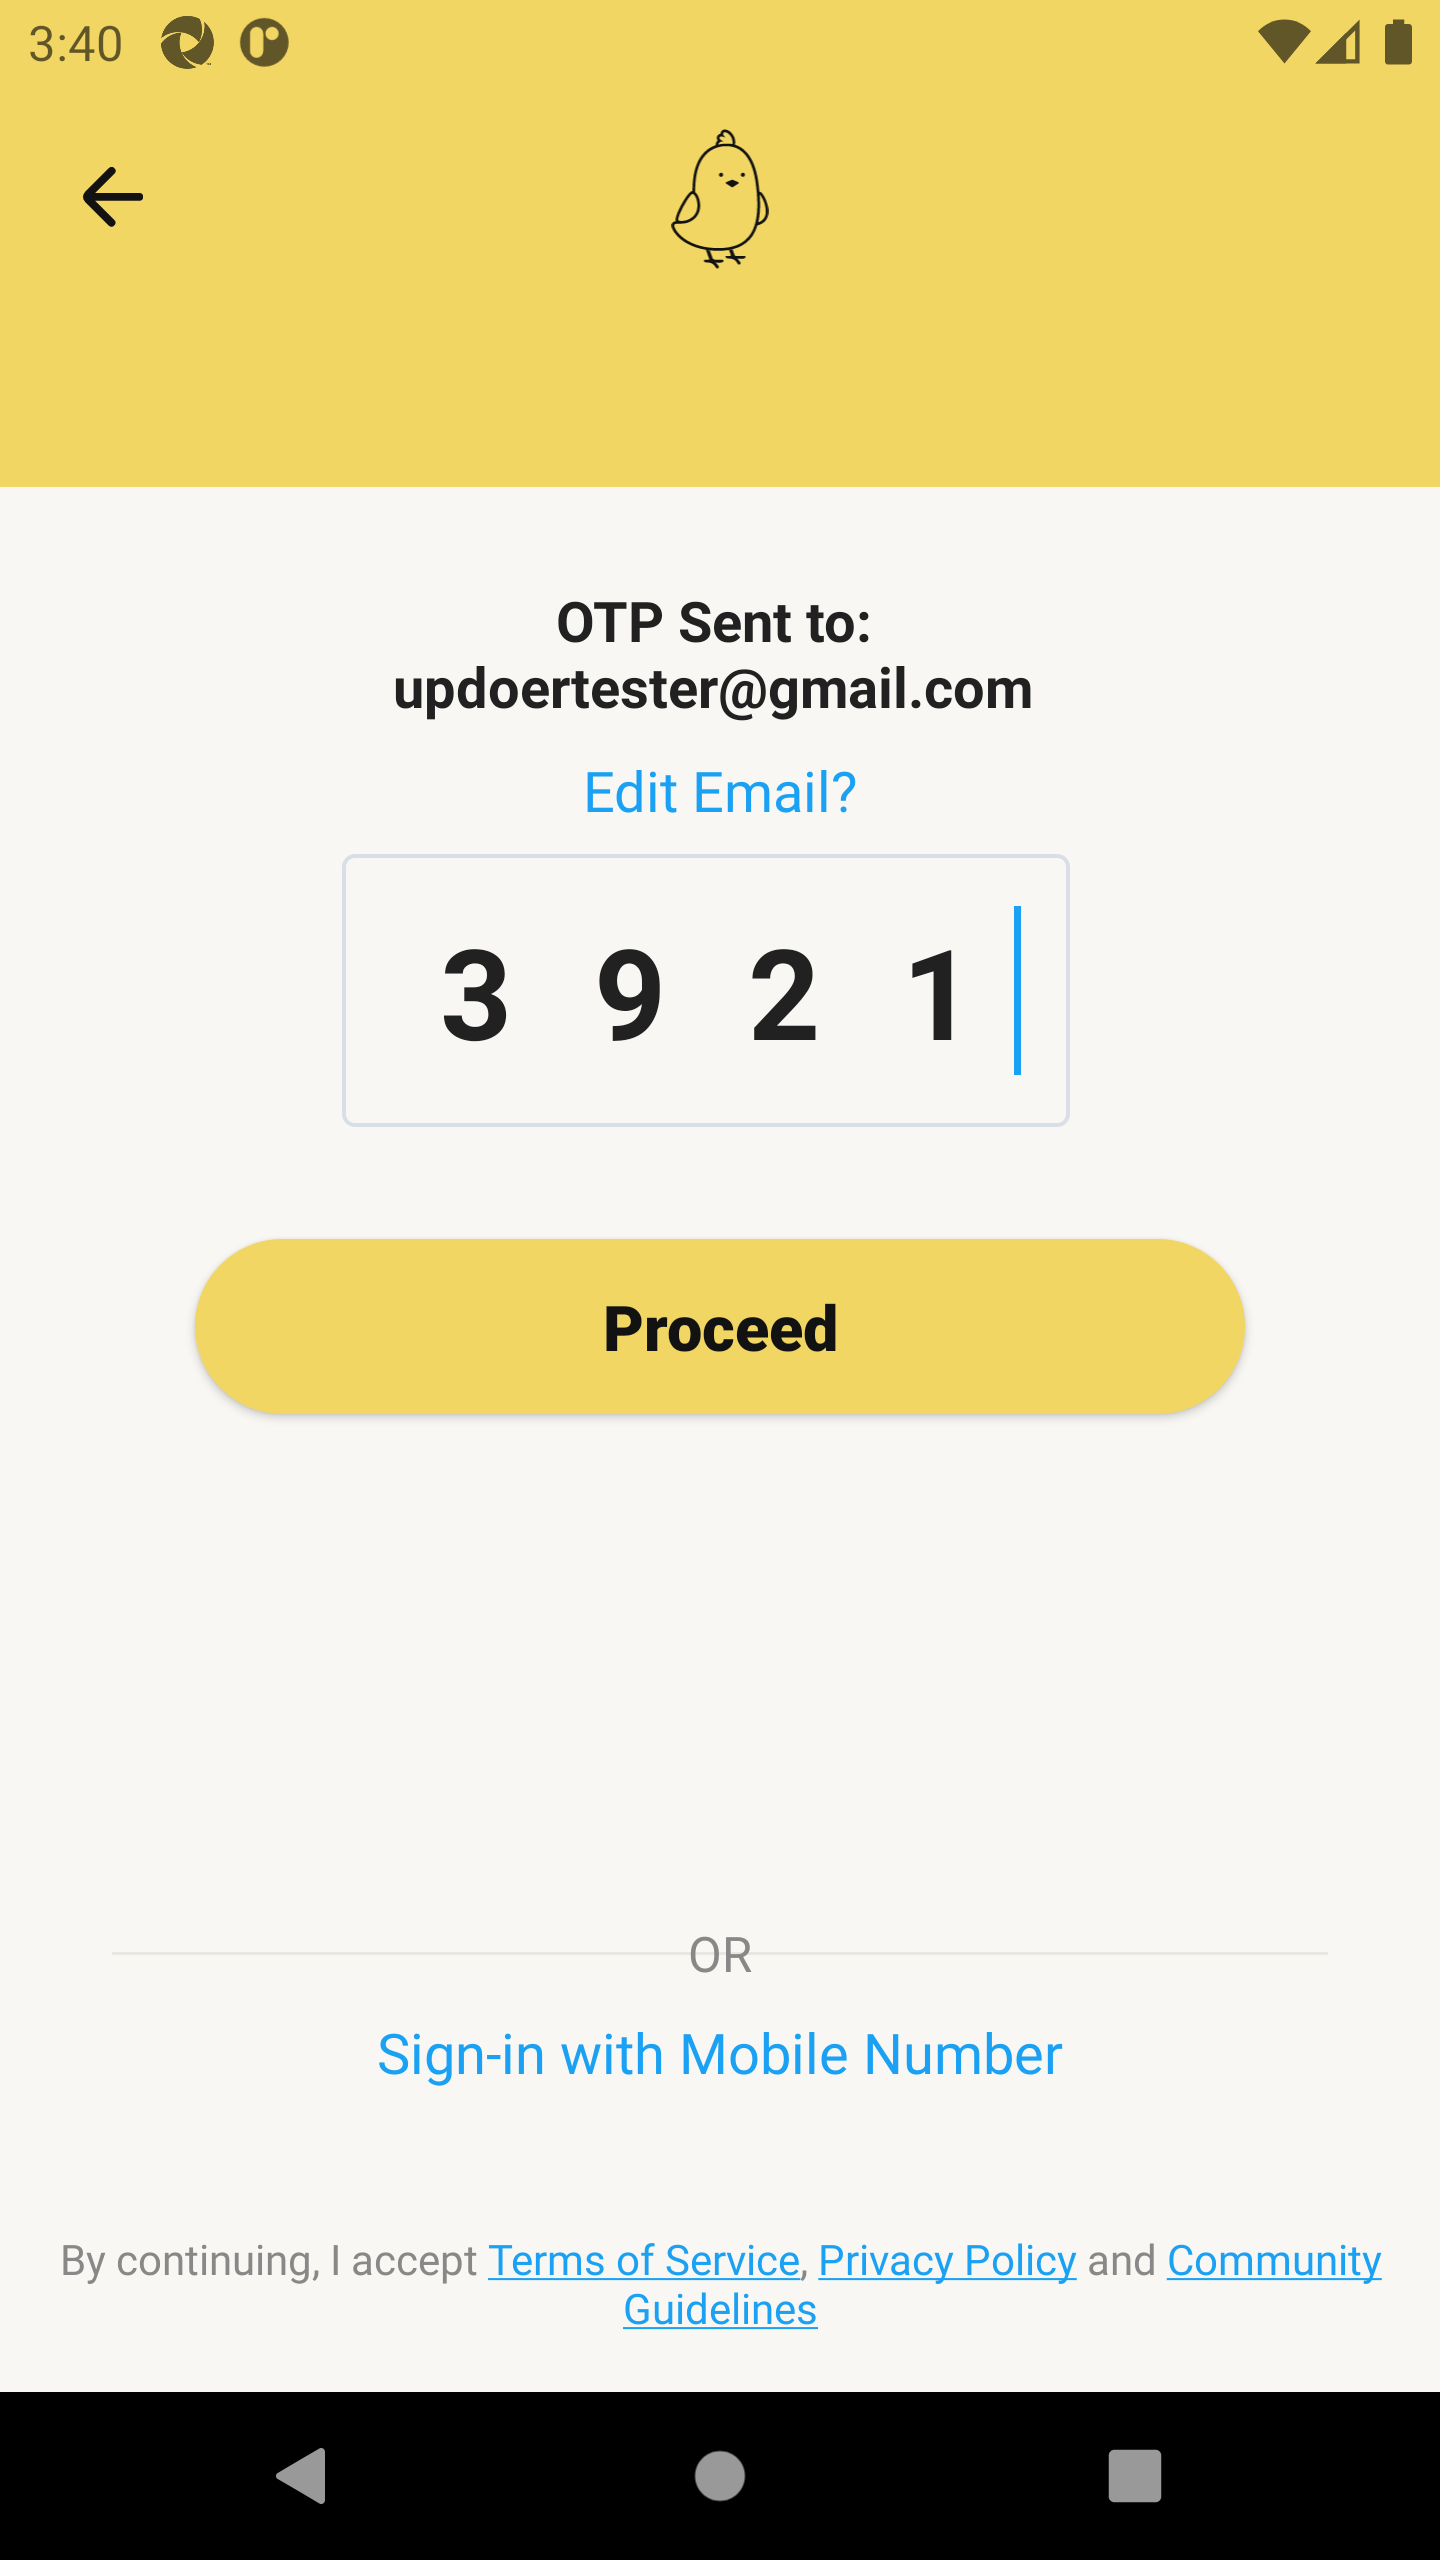 3:40
OTP Sent to:
updoertester@gmail.com
Edit Email?
3 9 2 1
Proceed
OR
Sign-in with Mobile Number
By continuing, I accept Terms of Service, Privacy Policy and Community
Guidelines